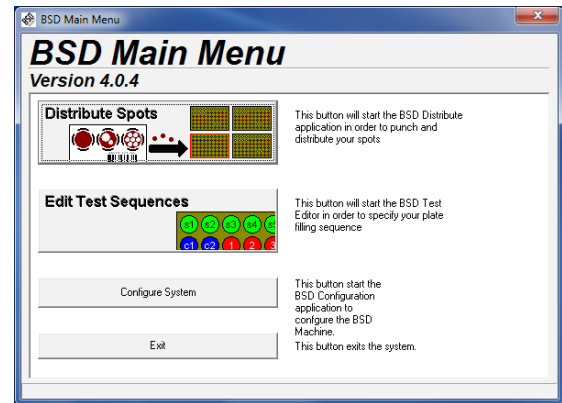 BSD Main Menu
BSD Main Menu
Version 4.0.4
Distribute Spots
This button will start the BSD Distribute
application in order to punch and
distribute your spots
Edit Test Sequences
s1 s2 s3 s4 s5
c1 c2 1 2 3
This button will start the BSD Test
Editor in order to specify your plate
filling sequence
Configure System
This button start the
BSD Configuration
application to
configure the BSD
Machine.
Exit
This button exits the system.